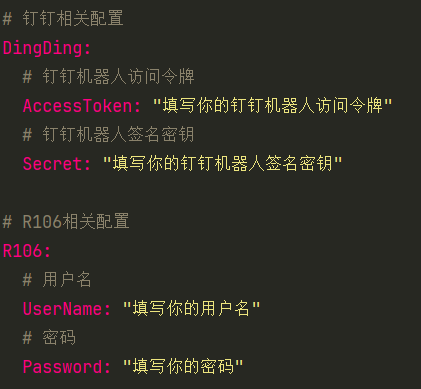 # 钉钉相关配置
DingDing:
# 钉钉机器人访问令牌
AccessToken: "填写你的钉钉机器人访问令牌"
# 钉钉机器人签名密钥
Secret: "填写你的钉钉机器人签名密钥"
# R106相关配置
R106:
# 用户名
UserName: "填写你的用户名"
# 密码
Password: "填写你的密码"